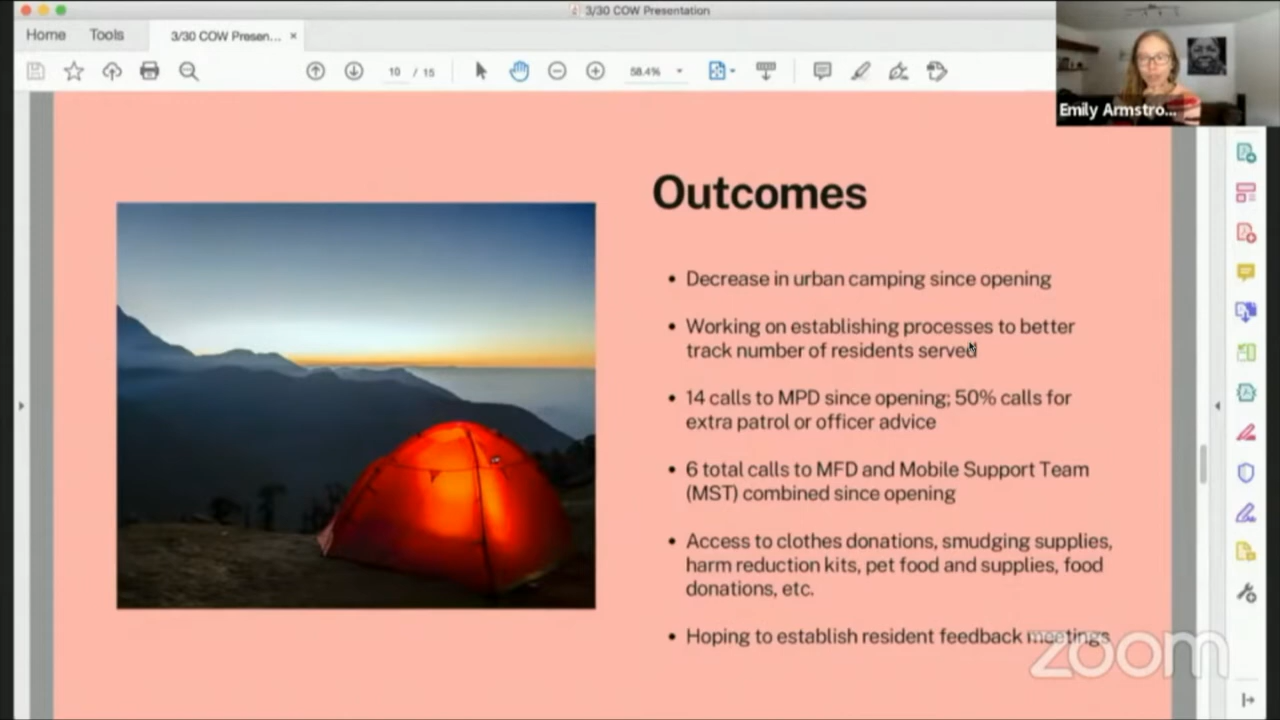 3/30 COW Presentation
Home
Tools
3/30 COW Presen... ×
10 / 15
58.4%
Emily Armstro...
Outcomes
• Decrease in urban camping since opening
• Working on establishing processes to better
track number of residents served
• 14 calls to MPD since opening; 50% calls for
extra patrol or officer advice
• 6 total calls to MFD and Mobile Support Team
(MST) combined since opening
• Access to clothes donations, smudging supplies,
harm reduction kits, pet food and supplies, food
donations, etc.
• Hoping to establish resident feedback meetings
zoom